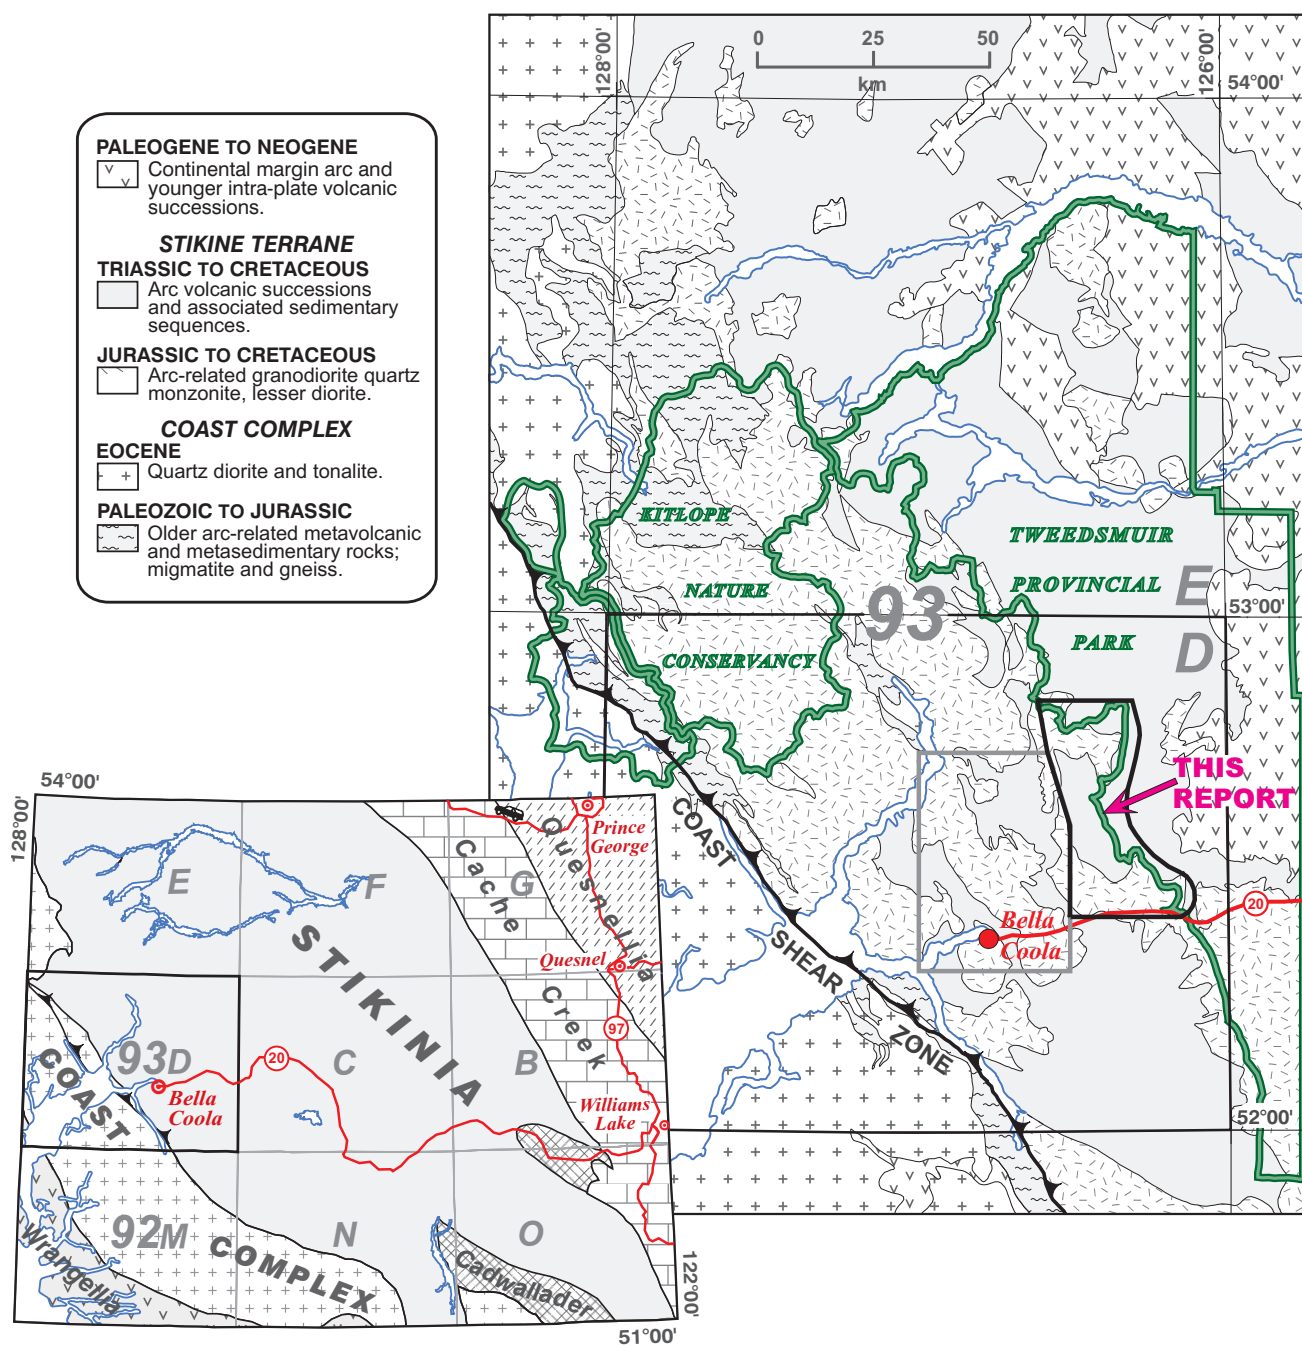 PALEOGENE TO NEOGENE
Continental margin arc and
younger intra-plate volcanic
successions.
STIKINE TERRANE
TRIASSIC TO CRETACEOUS
Arc volcanic successions
and associated sedimentary
sequences.
JURASSIC TO CRETACEOUS
Arc-related granodiorite quartz
monzonite, lesser diorite.
COAST COMPLEX
EOCENE
Quartz diorite and tonalite.
PALEOZOIC TO JURASSIC
Older arc-related metavolcanic
and metasedimentary rocks;
migmatite and gneiss.
128°00'
0 25 50
km
126°00'
54°00'
KITLOPE
NATURE
CONSERVANCY
TWEEDSMUIR
PROVINCIAL
PARK
93
E
D
53°00'
THIS
REPORT
20
Bella
Coola
COAST
SHEAR
ZONE
52°00'
54°00'
128°00'
E
F
G
Cache
Creek
Quesnellia
Prince
George
STIKINIA
Quesnel
97
93D
C
B
20
Bella
Coola
Williams
Lake
COAST
COMPLEX
92M
N
O
Wrangellia
Cadwallader
122°00'
51°00'